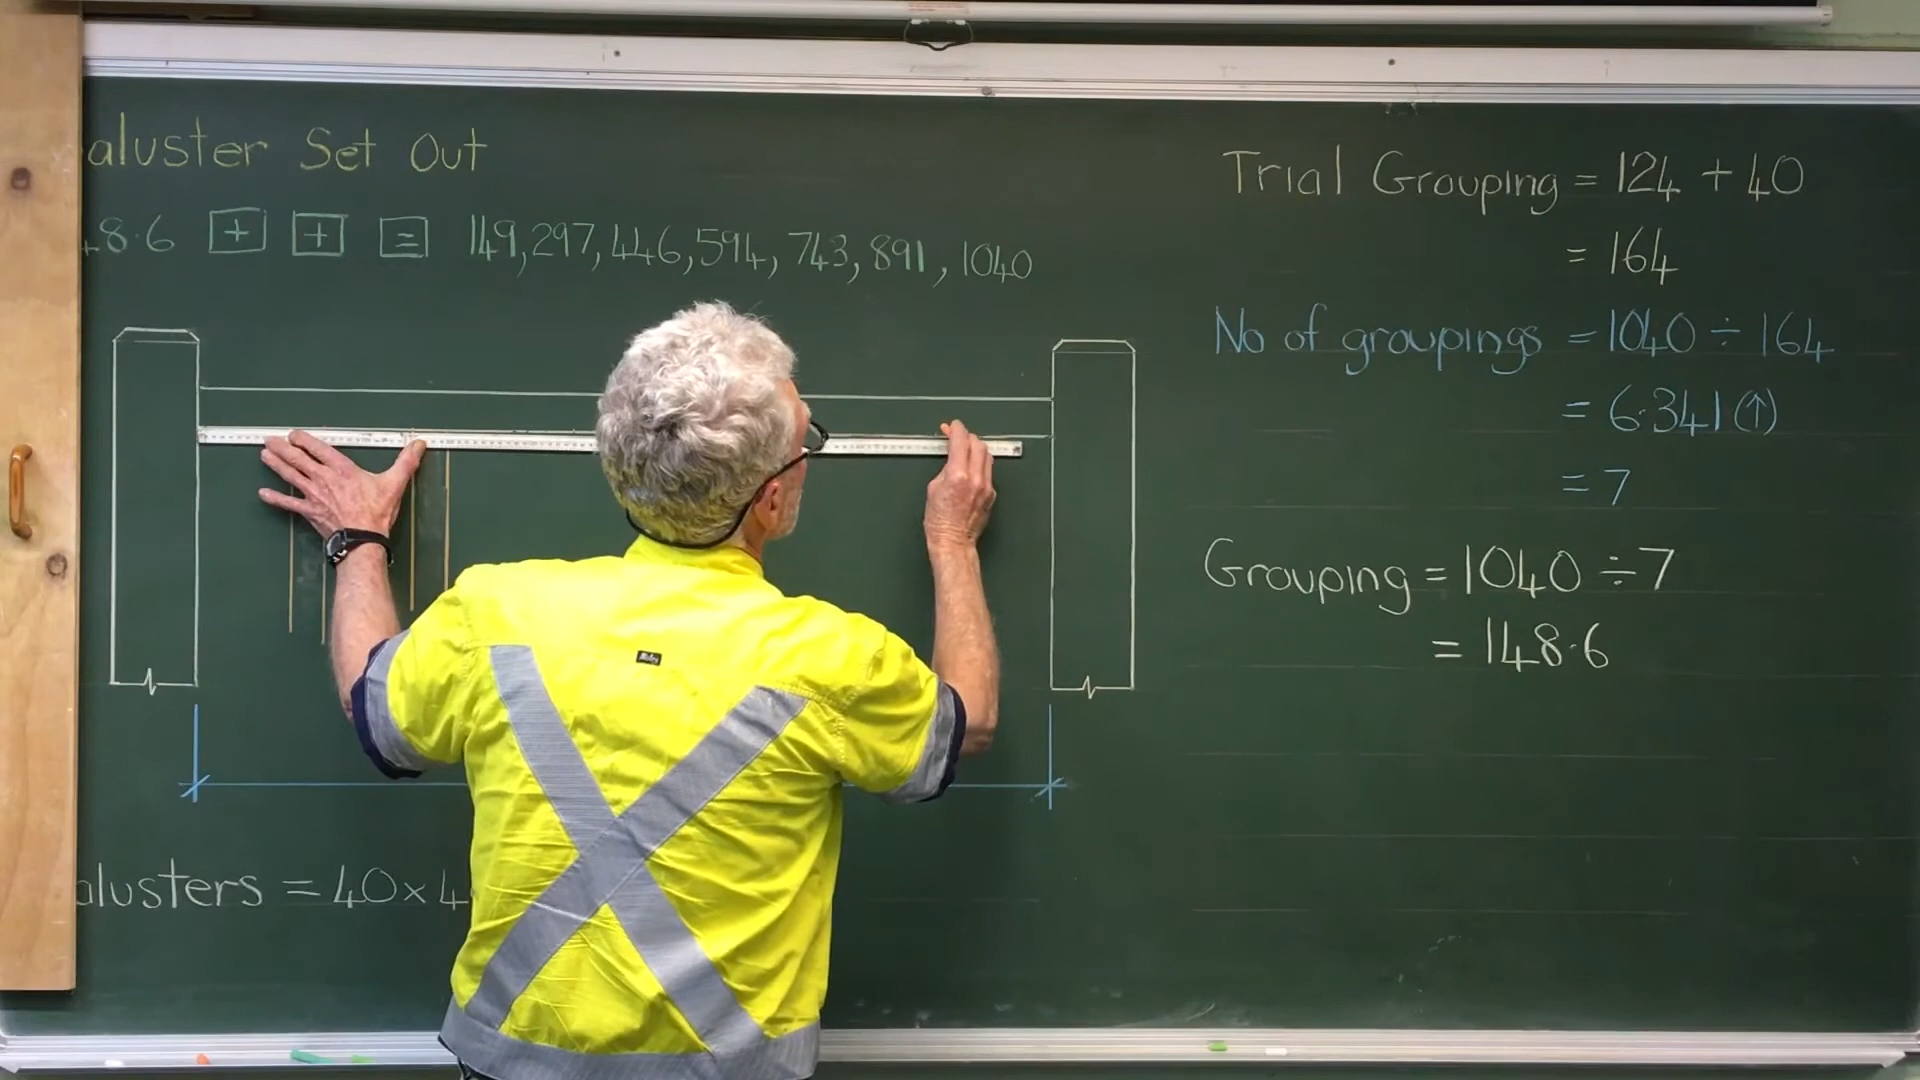 aluster Set Out
48.6 + + = 149, 297, 446, 594, 743, 891, 1040
alusters = 40 x 4
Trial Grouping = 124 + 40
= 164
No of groupings = 1040 ÷ 164
= 6.341 (↑)
= 7
Grouping = 1040 ÷ 7
= 148.6